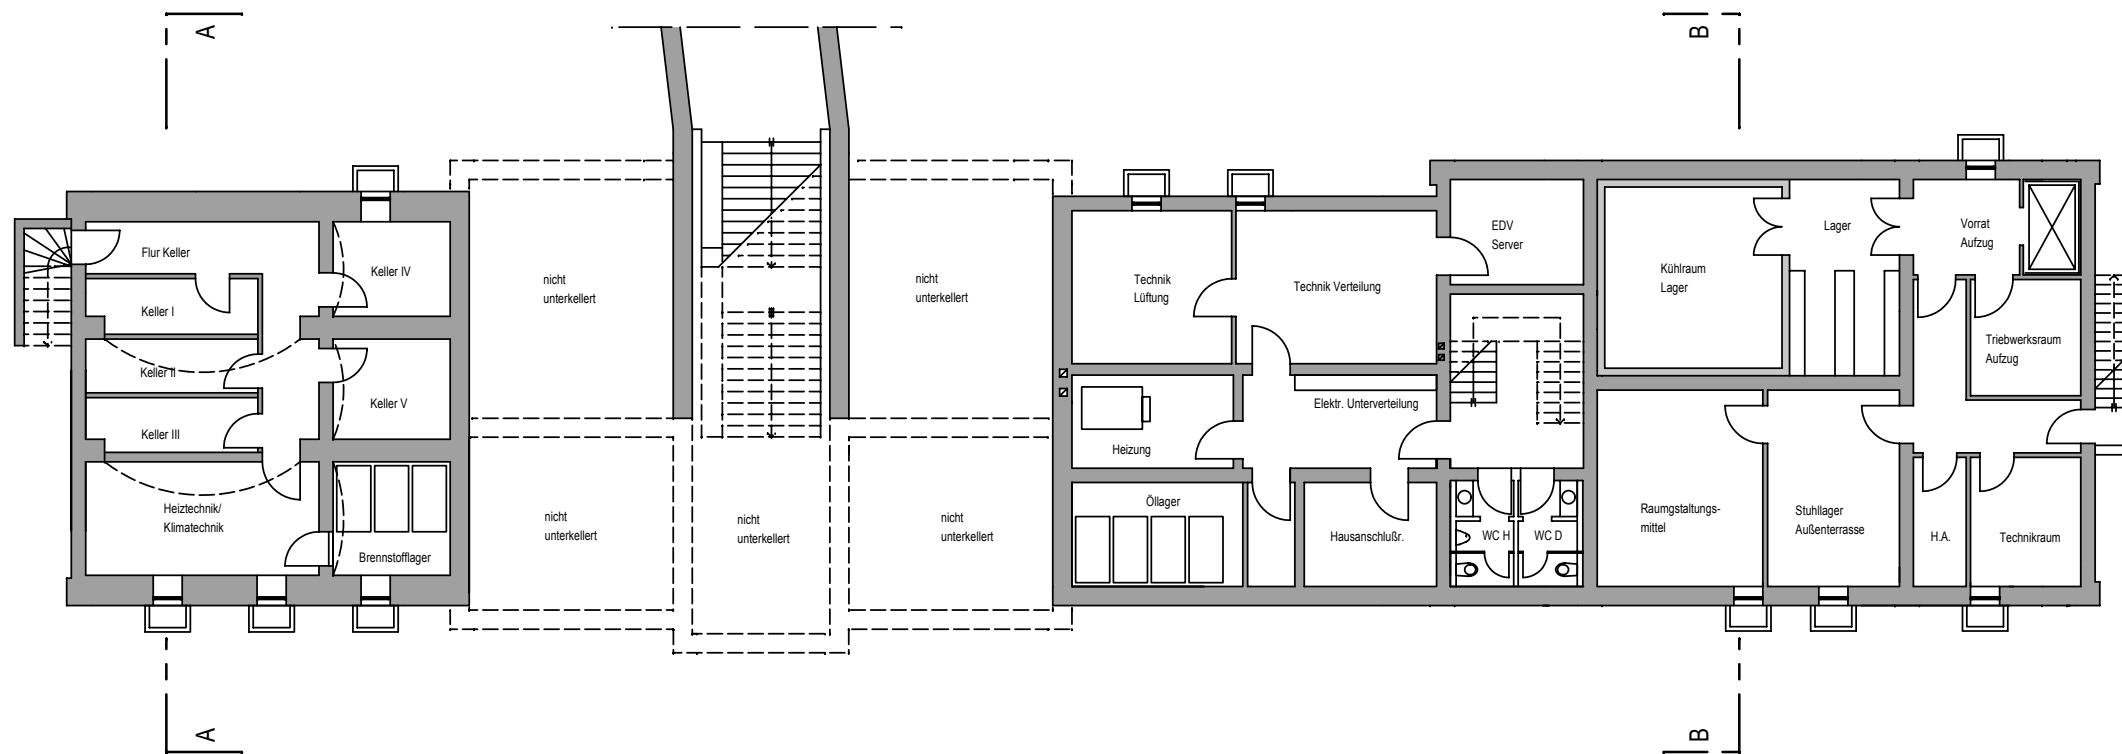 A
B
Flur Keller
Keller IV
Keller I
Keller II
Keller V
Keller III
Heiztechnik/
Klimatechnik
Brennstofflager
nicht
unterkellert
nicht
unterkellert
nicht
unterkellert
nicht
unterkellert
nicht
unterkellert
Technik
Lüftung
Technik Verteilung
EDV
Server
Heizung
Elektr. Unterverteilung
Öllager
Hausanschlußr.
WC H
WC D
Kühlraum
Lager
Lager
Vorrat
Aufzug
Triebwerksraum
Aufzug
Raumgstaltungs-
mittel
Stuhllager
Außenterrasse
H.A.
Technikraum
A
B